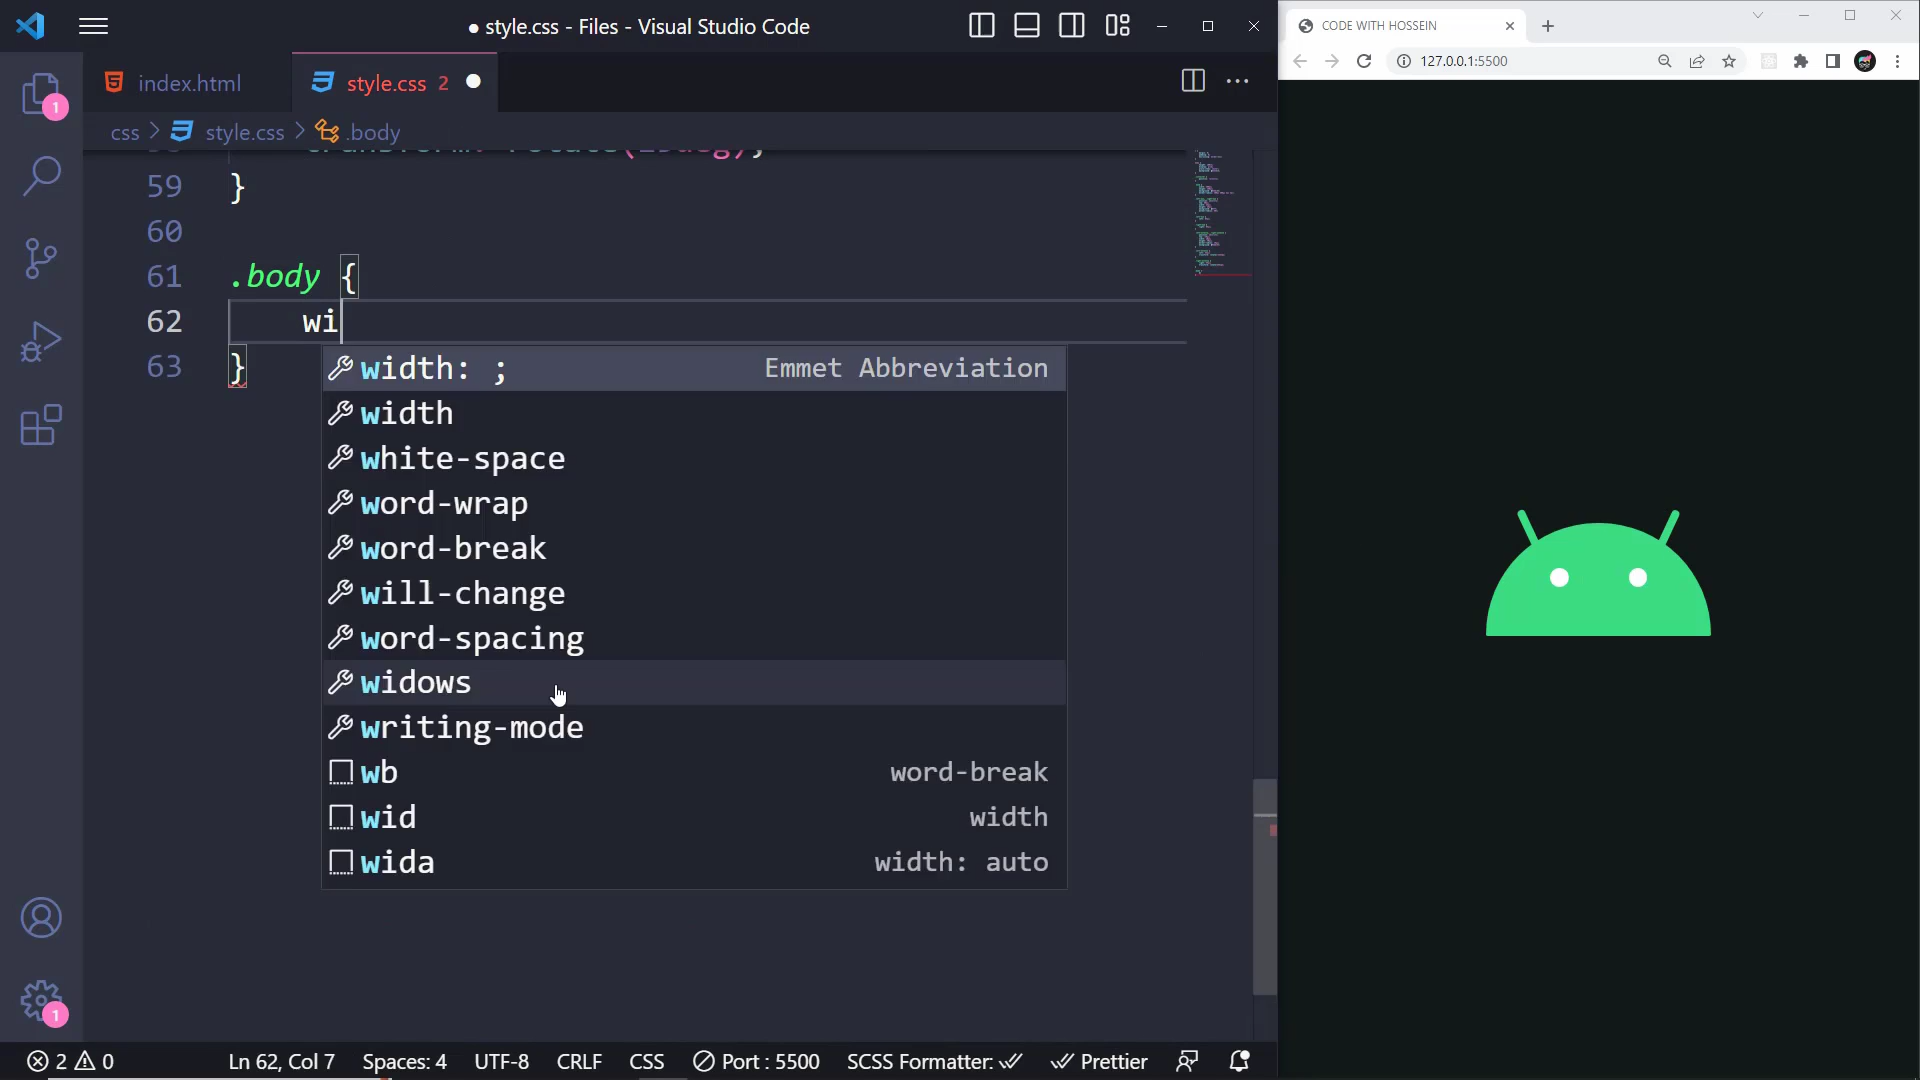 ● style.css - Files - Visual Studio Code
index.html
style.css 2
css > style.css > .body
59 }
60
61 .body {
62 wi
63 }
width: ; Emmet Abbreviation
width
white-space
word-wrap
word-break
will-change
word-spacing
widows
writing-mode
wb word-break
wid width
wida width: auto
1
1
2 0 Ln 62, Col 7 Spaces: 4 UTF-8 CRLF CSS Port : 5500 SCSS Formatter: Prettier
CODE WITH HOSSEIN
127.0.0.1:5500